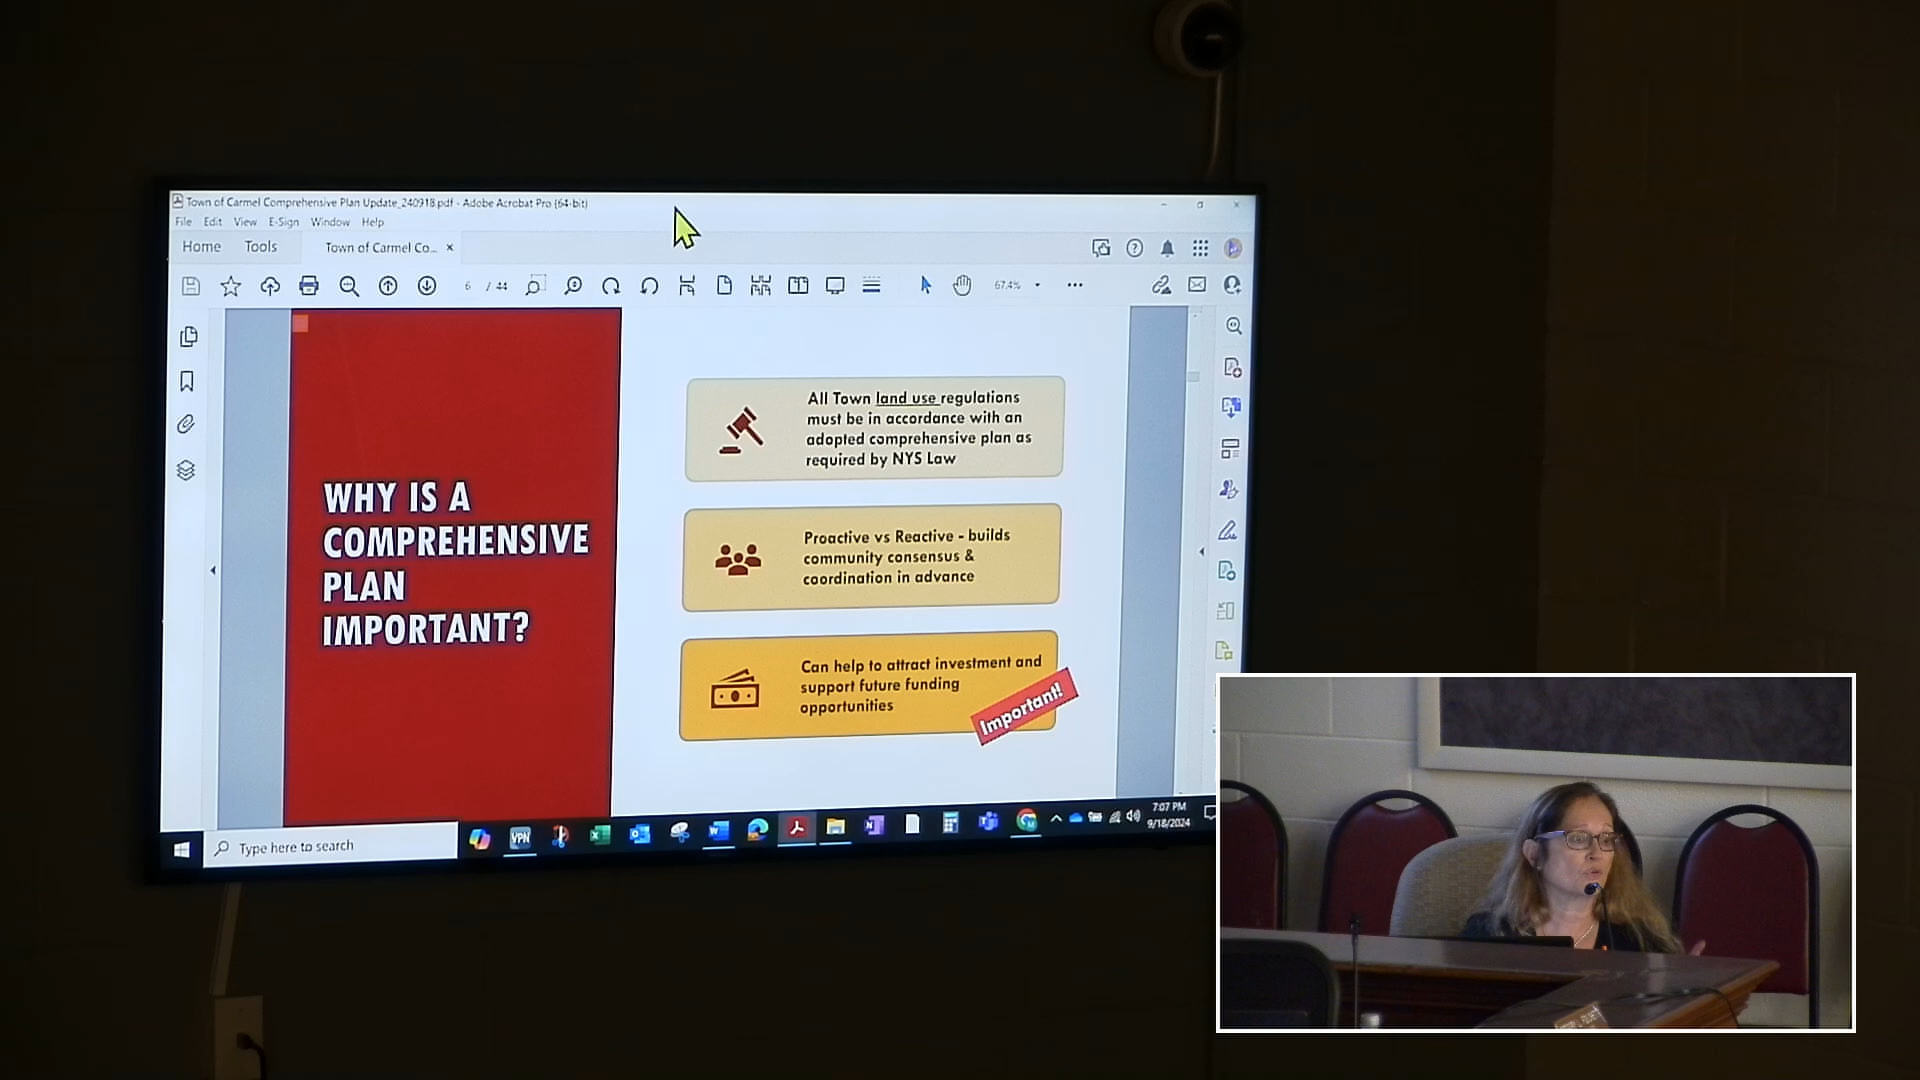 Town of Carmel Comprehensive Plan Update_240918.pdf - Adobe Acrobat Pro (64-bit)
File Edit View E-Sign Window Help
Home Tools Town of Carmel Co... ×
6 / 44 67.4%
WHY IS A
COMPREHENSIVE
PLAN
IMPORTANT?
All Town land use regulations
must be in accordance with an
adopted comprehensive plan as
required by NYS Law
Proactive vs Reactive - builds
community consensus &
coordination in advance
Can help to attract investment and
support future funding
opportunities
Important!
Type here to search
VPN
7:07 PM
9/18/2024